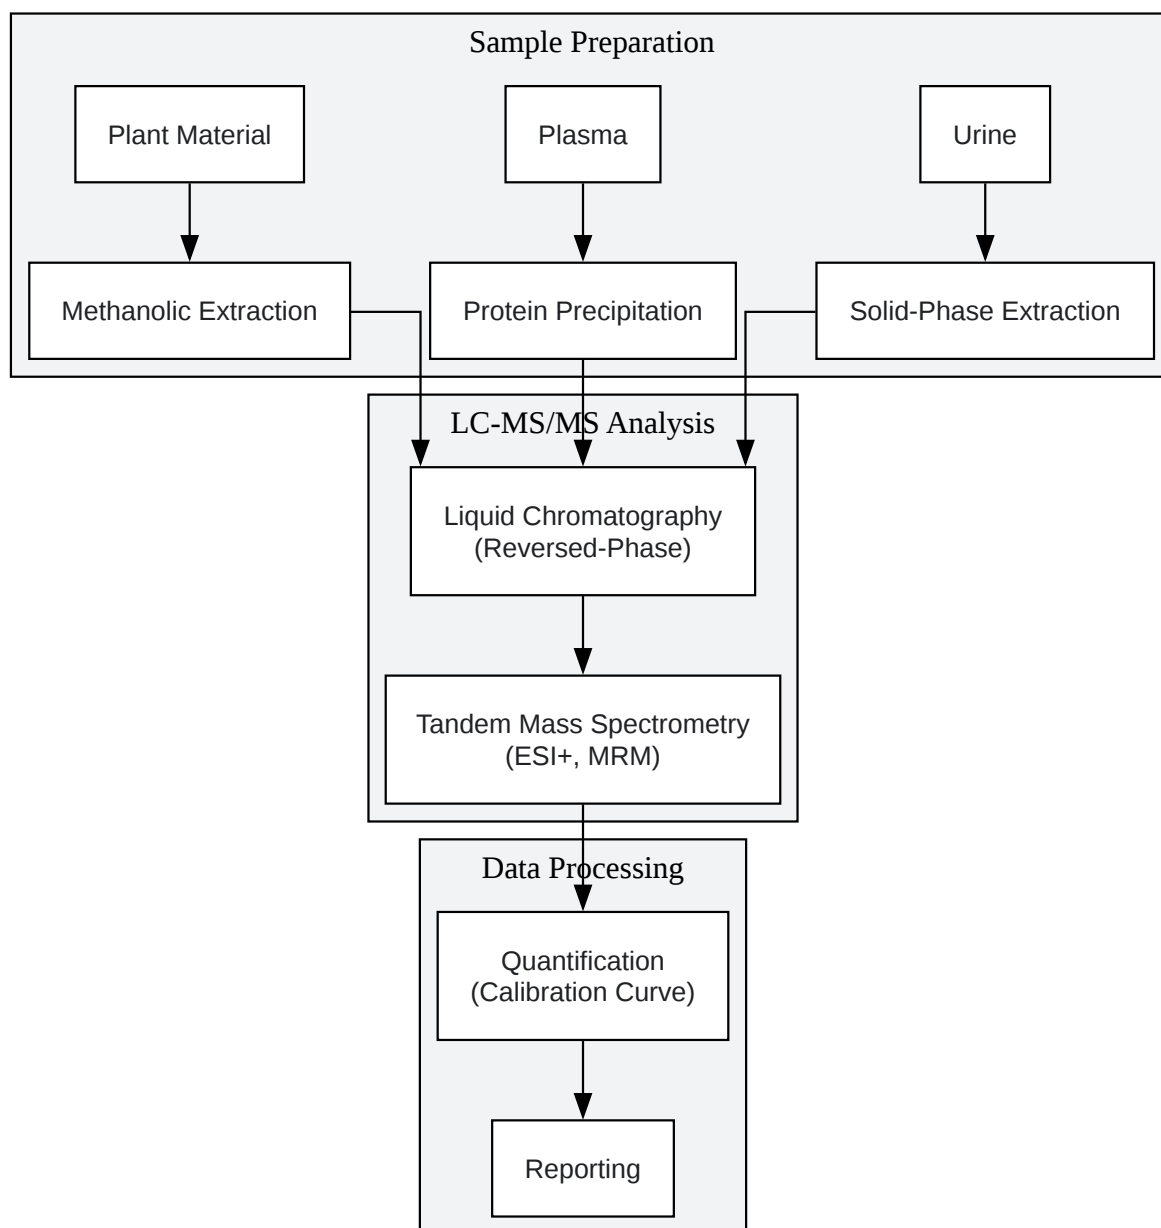 Sample Preparation
Plant Material
Plasma
Urine
Methanolic Extraction
Protein Precipitation
Solid-Phase Extraction
LC-MS/MS Analysis
Liquid Chromatography
(Reversed-Phase)
Tandem Mass Spectrometry
(ESI+, MRM)
Data Processing
Quantification
(Calibration Curve)
Reporting